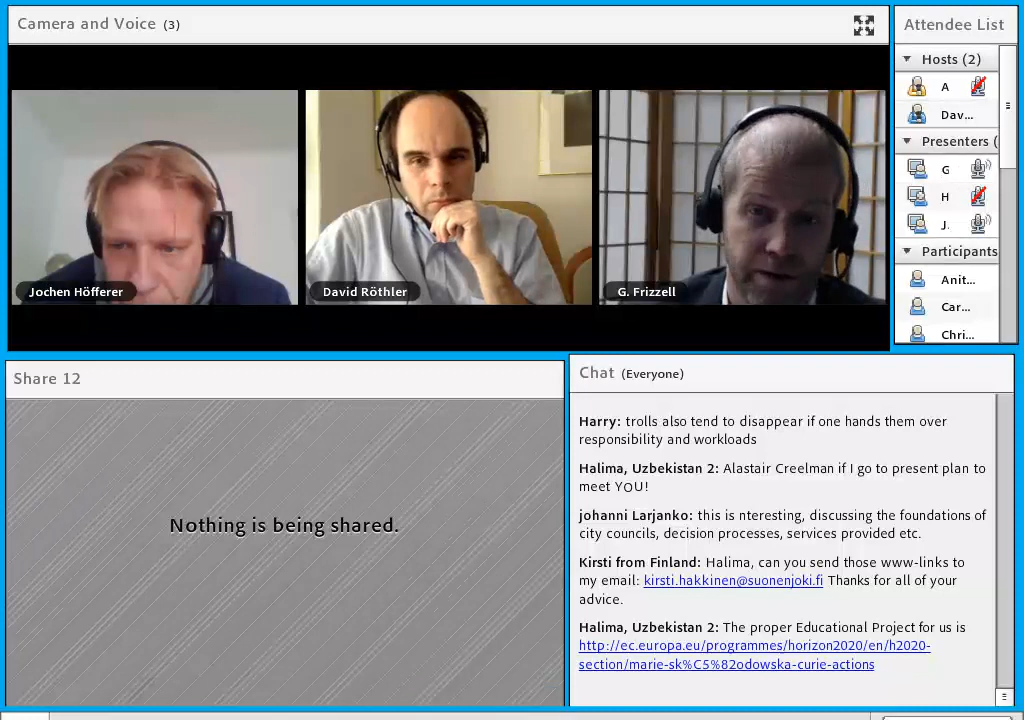 Camera and Voice (3)
Jochen Höfferer
David Röthler
G. Frizzell
Attendee List
Hosts (2)
A
Dav...
Presenters (
G
H
J.
Participants
Anit...
Car...
Chri...
Share 12
Nothing is being shared.
Chat (Everyone)
Harry: trolls also tend to disappear if one hands them over
responsibility and workloads
Halima, Uzbekistan 2: Alastair Creelman if I go to present plan to
meet YOU!
johanni Larjanko: this is nteresting, discussing the foundations of
city councils, decision processes, services provided etc.
Kirsti from Finland: Halima, can you send those www-links to
my email: kirsti.hakkinen@suonenjoki.fi Thanks for all of your
advice.
Halima, Uzbekistan 2: The proper Educational Project for us is
http://ec.europa.eu/programmes/horizon2020/en/h2020-
section/marie-sk%C5%82odowska-curie-actions